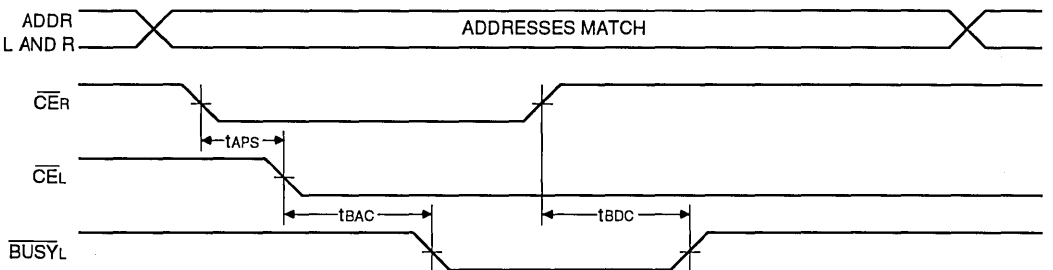 ADDR
L AND R
ADDRESSES MATCH
CER
tAPS
CEL
tBAC
tBDC
BUSYL